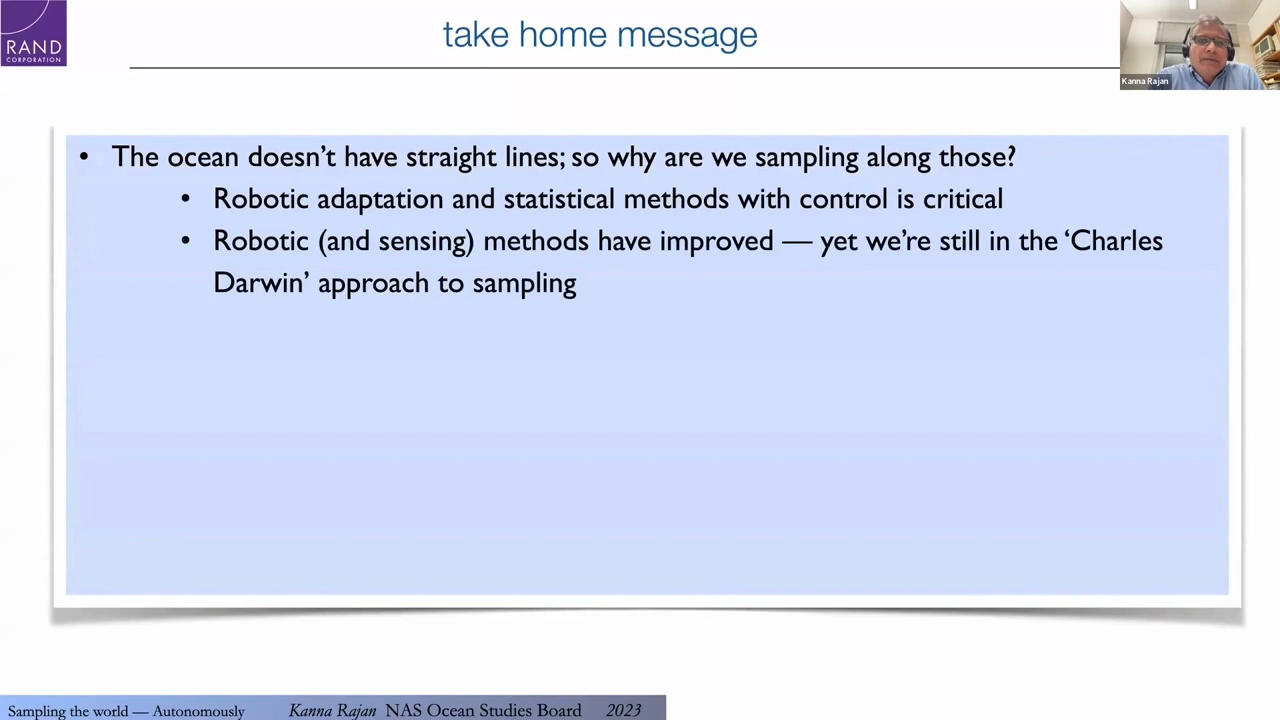 RAND
CORPORATION
take home message
Kanna Rajan
• The ocean doesn’t have straight lines; so why are we sampling along those?
• Robotic adaptation and statistical methods with control is critical
• Robotic (and sensing) methods have improved — yet we’re still in the ‘Charles
Darwin’ approach to sampling
Sampling the world — Autonomously Kanna Rajan NAS Ocean Studies Board 2023